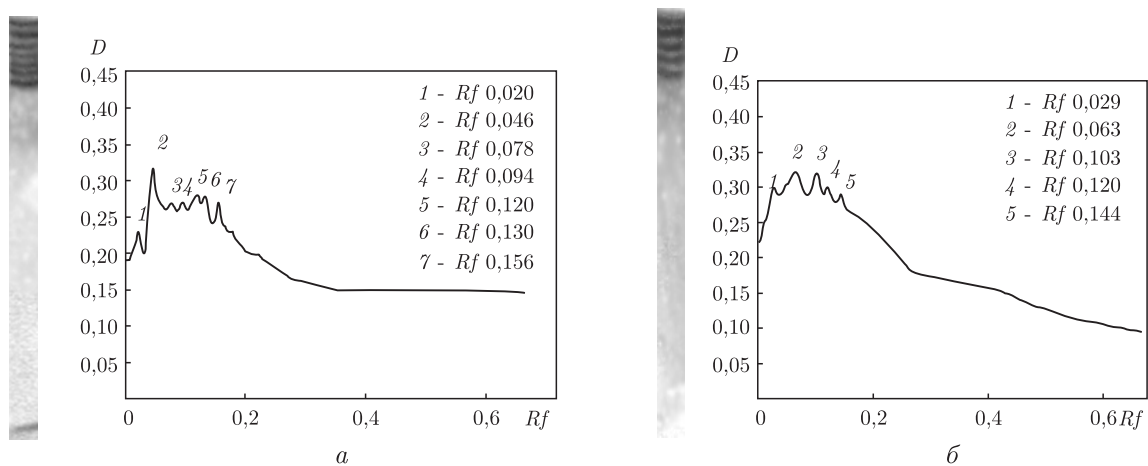 D
0,45
0,40
0,35
0,30
0,25
0,20
0,15
0,10
0,05
0 0,2 0,4 0,6 Rf
1 2 34 5 6 7
1 - Rf 0,020
2 - Rf 0,046
3 - Rf 0,078
4 - Rf 0,094
5 - Rf 0,120
6 - Rf 0,130
7 - Rf 0,156
а
D
0,45
0,40
0,35
0,30
0,25
0,20
0,15
0,10
0,05
0 0,2 0,4 0,6 Rf
1 2 3 4 5
1 - Rf 0,029
2 - Rf 0,063
3 - Rf 0,103
4 - Rf 0,120
5 - Rf 0,144
б